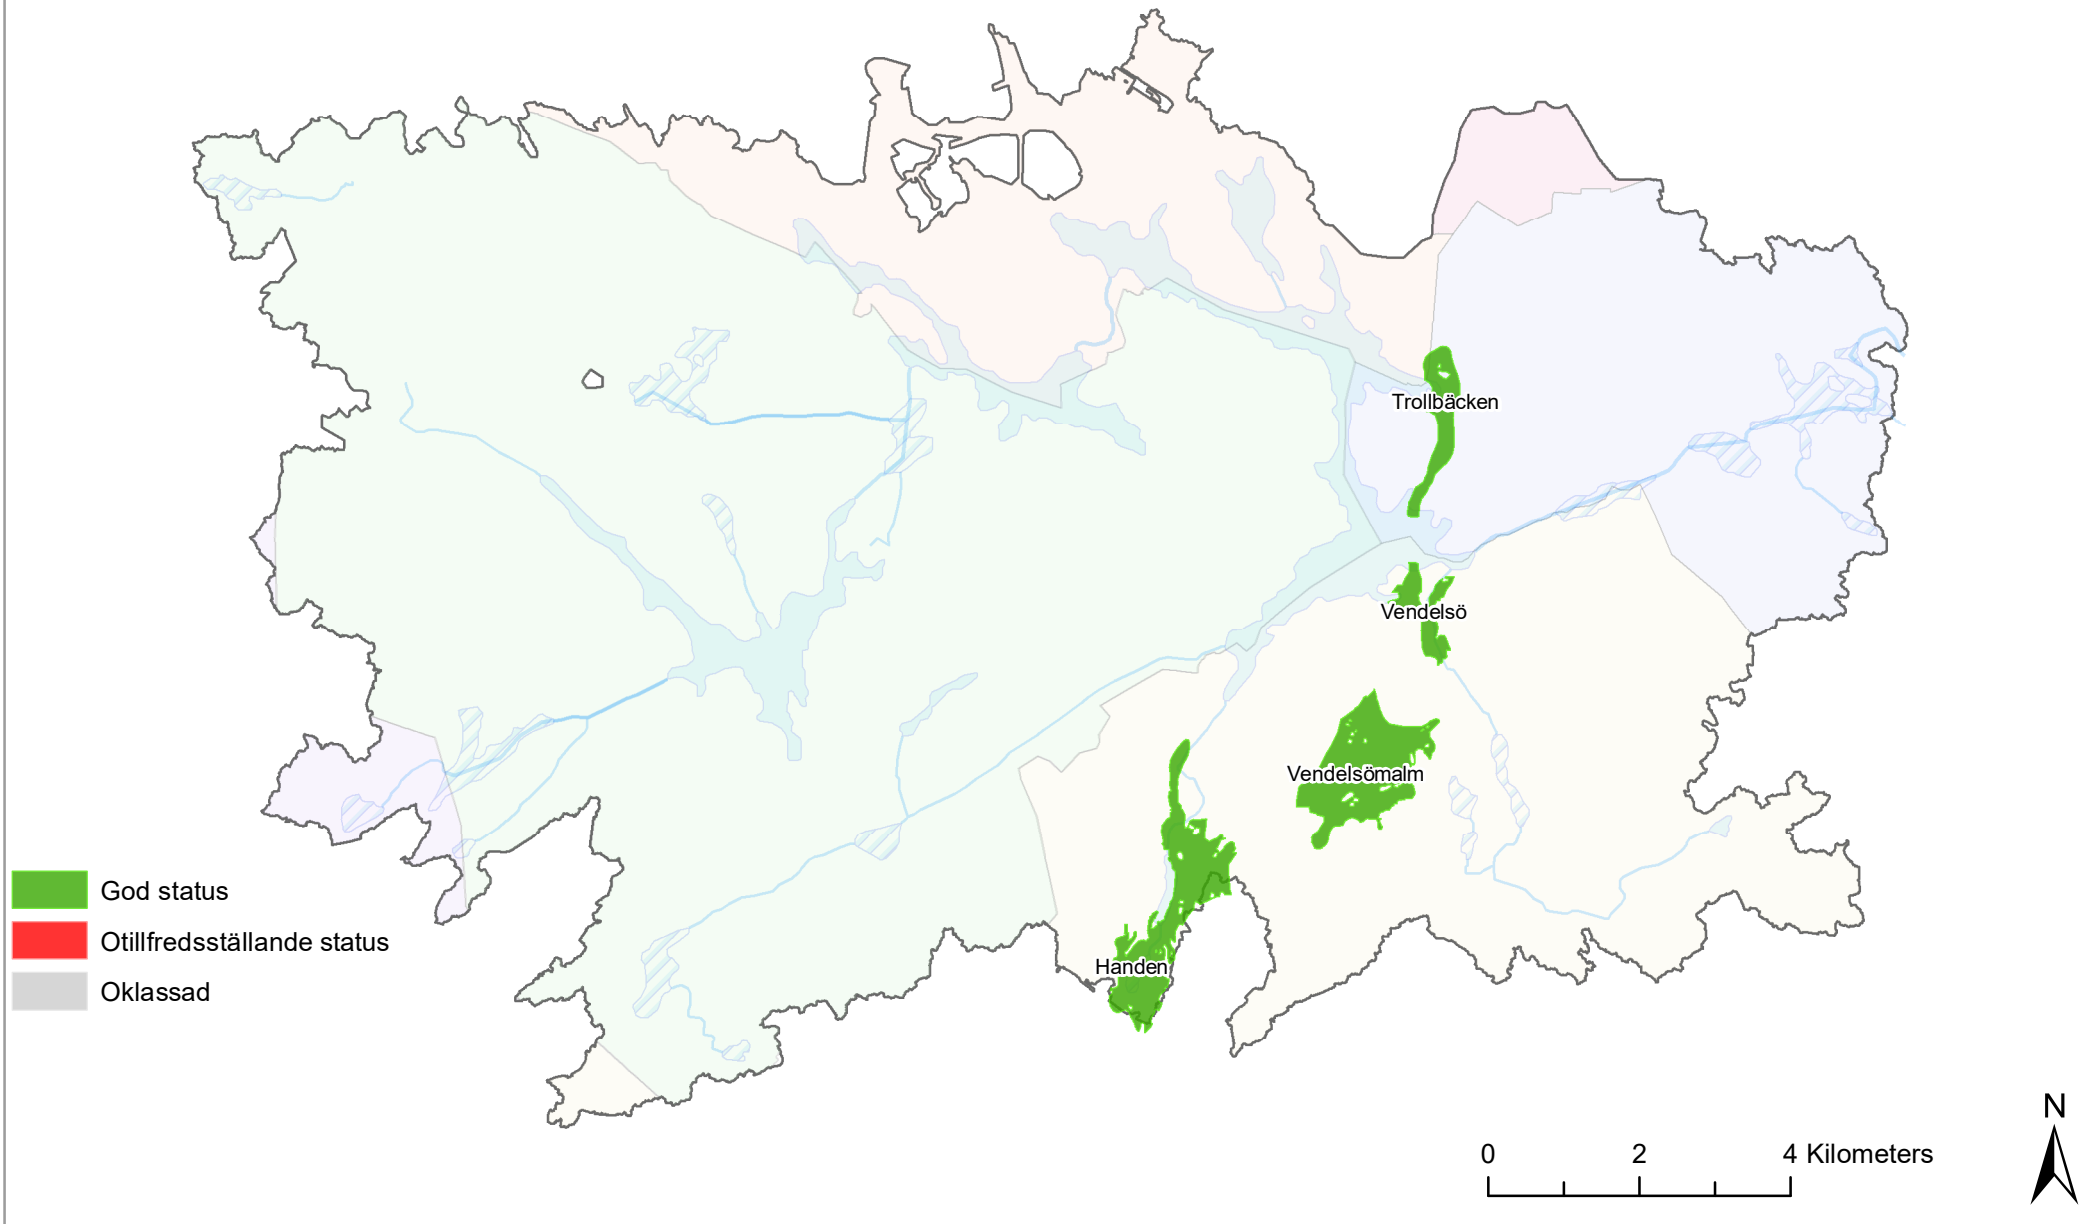 Trollbäcken
Vendelsö
Vendelsömalm
Handen
God status
Otillfredsställande status
Oklassad
N
0 2 4 Kilometers